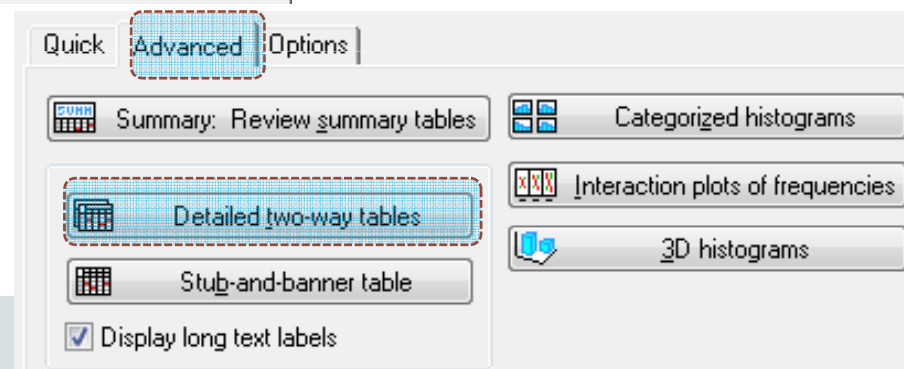 Quick Advanced Options
SUMM Summary: Review summary tables
Categorized histograms
Detailed two-way tables
Interaction plots of frequencies
Stub-and-banner table
3D histograms
Display long text labels